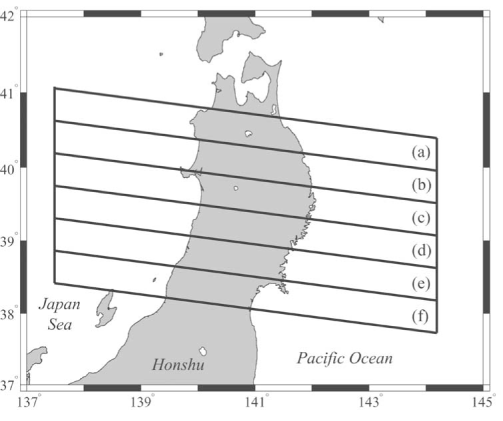 42°
41°
(a)
40°
(b)
(c)
39°
(d)
(e)
Japan
Sea
38°
(f)
Honshu
Pacific Ocean
37°
137° 139° 141° 143° 145°